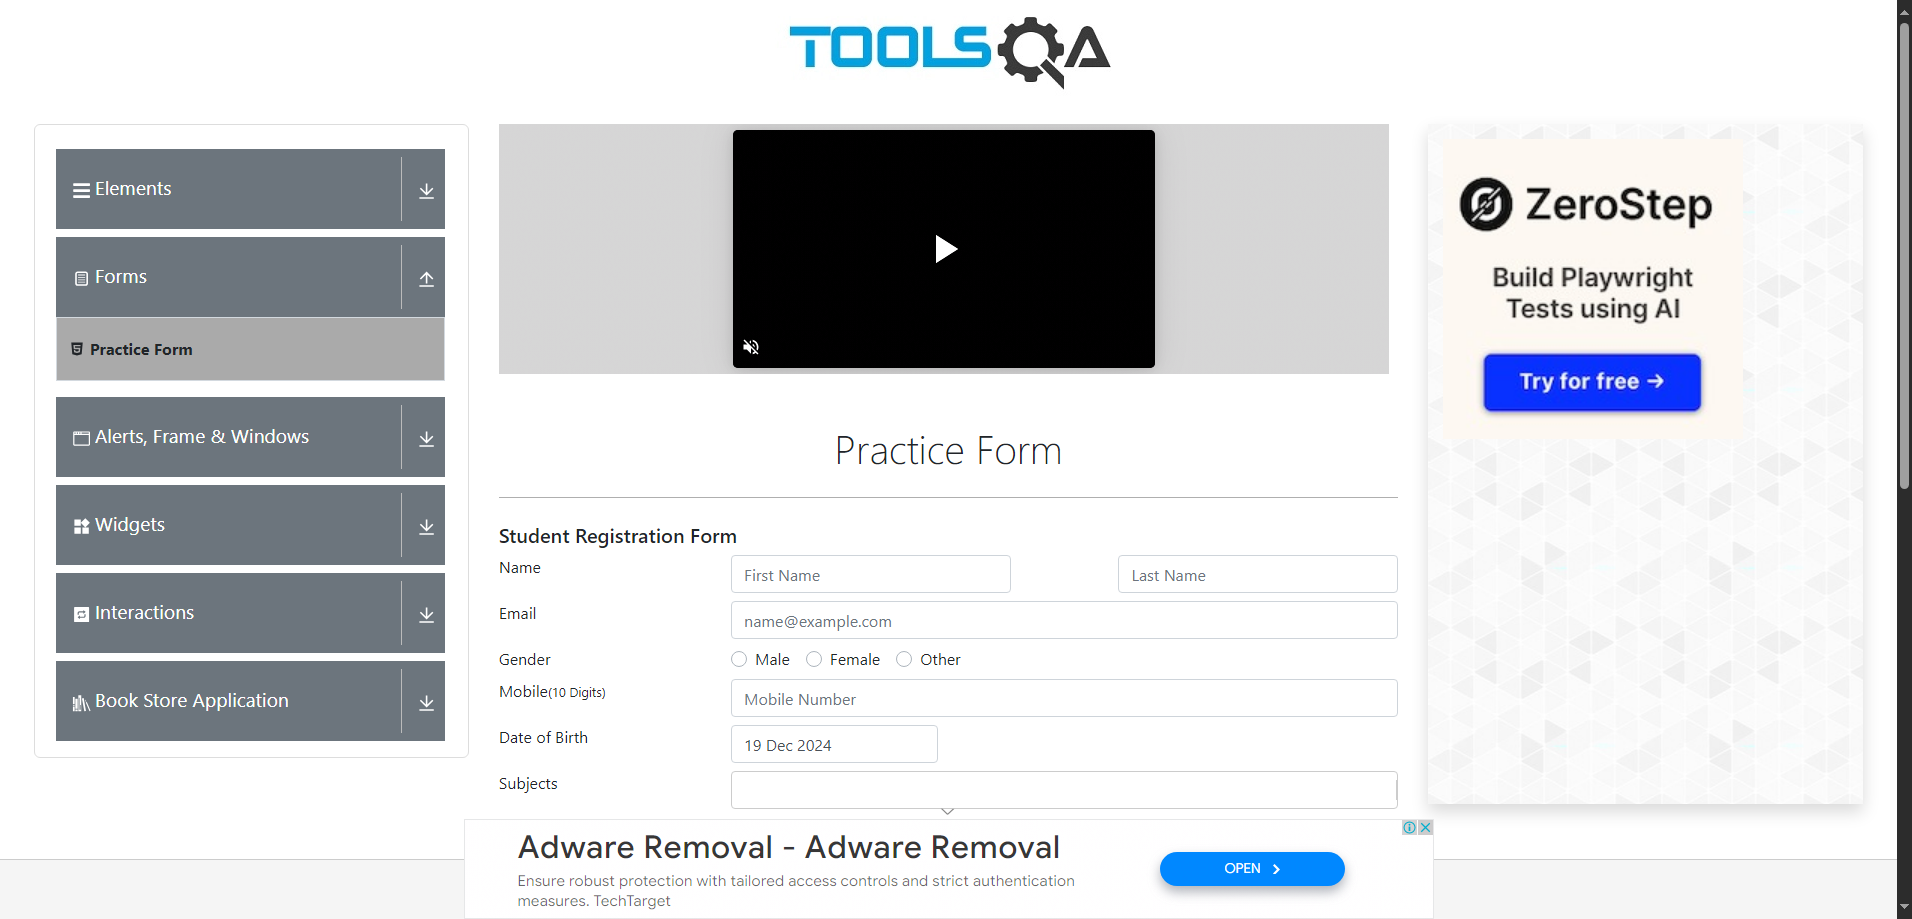 TOOLSQA
Elements
Forms
Practice Form
Alerts, Frame & Windows
Widgets
Interactions
Book Store Application
Practice Form
Student Registration Form
Name
First Name
Last Name
Email
name@example.com
Gender
Male
Female
Other
Mobile(10 Digits)
Mobile Number
Date of Birth
19 Dec 2024
Subjects
ZeroStep
Build Playwright
Tests using AI
Try for free →
Adware Removal - Adware Removal
Ensure robust protection with tailored access controls and strict authentication
measures. TechTarget
OPEN